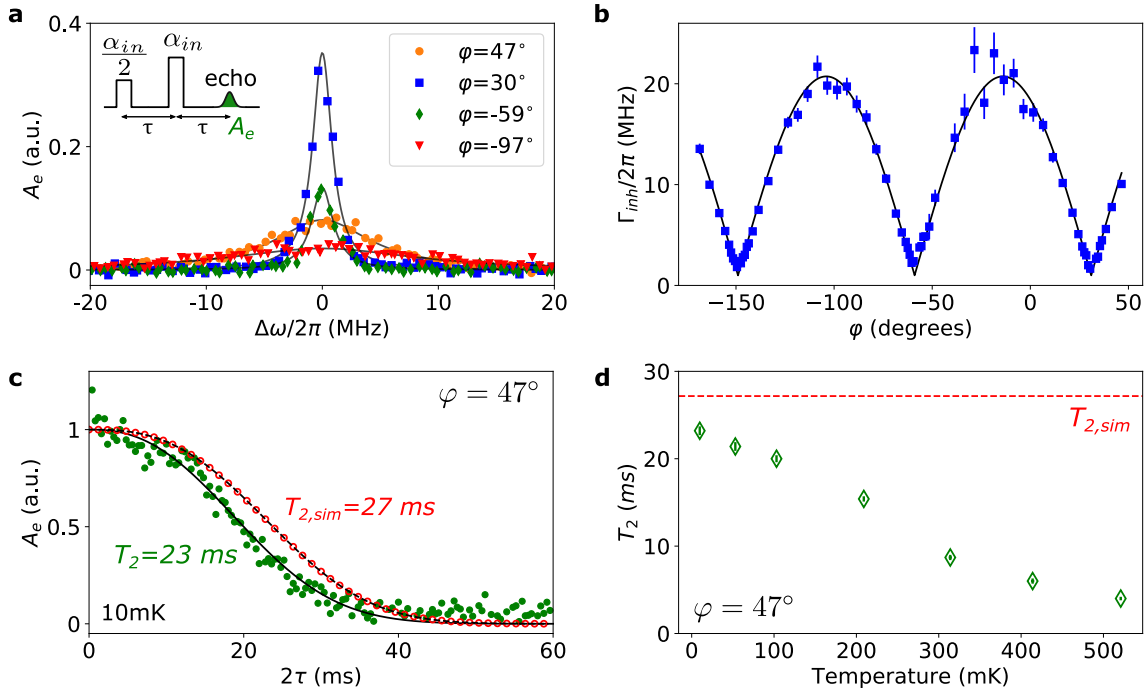 a
0.4
0.2
0
A_e (a.u.)
α_in/2
α_in
echo
τ
τ
A_e
φ=47°
φ=30°
φ=-59°
φ=-97°
-20
-10
0
10
20
Δω/2π (MHz)
b
20
10
0
Γ_inh/2π (MHz)
-150
-100
-50
0
50
φ (degrees)
c
φ = 47°
1
0.5
0
A_e (a.u.)
T_2,sim=27 ms
T_2=23 ms
10mK
0
20
40
60
2τ (ms)
d
30
20
10
0
T_2 (ms)
T_2,sim
φ = 47°
0
100
200
300
400
500
Temperature (mK)